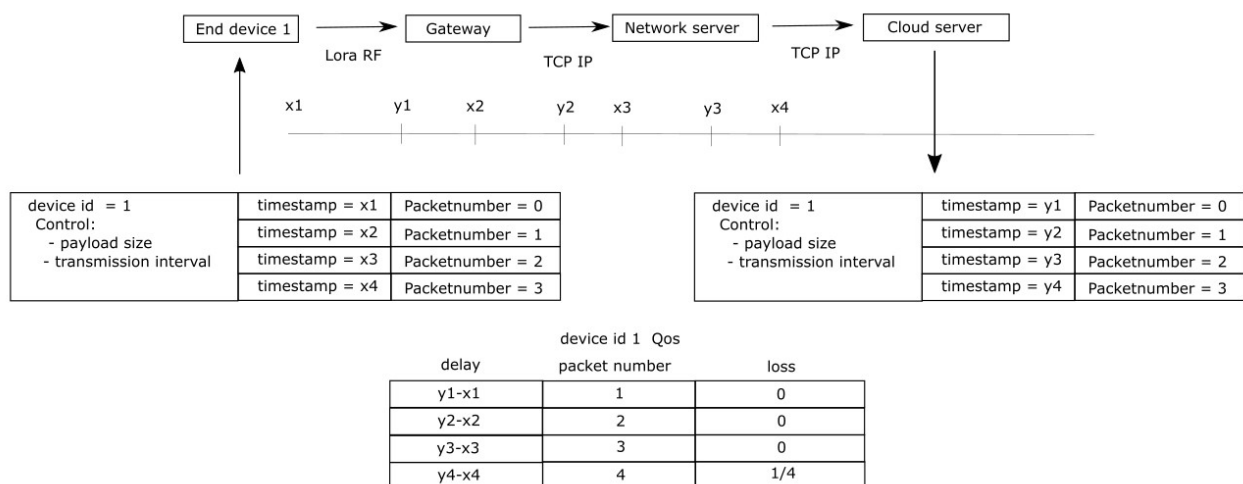 End device 1 Gateway Network server Cloud server
Lora RF TCP IP TCP IP
x1 y1 x2 y2 x3 y3 x4
device id = 1 timestamp = x1 Packetnumber = 0
Control: timestamp = x2 Packetnumber = 1
- payload size
- transmission interval timestamp = x3 Packetnumber = 2
timestamp = x4 Packetnumber = 3
device id = 1 timestamp = y1 Packetnumber = 0
Control: timestamp = y2 Packetnumber = 1
- payload size
- transmission interval timestamp = y3 Packetnumber = 2
timestamp = y4 Packetnumber = 3
device id 1 Qos
delay packet number loss
y1-x1 1 0
y2-x2 2 0
y3-x3 3 0
y4-x4 4 1/4